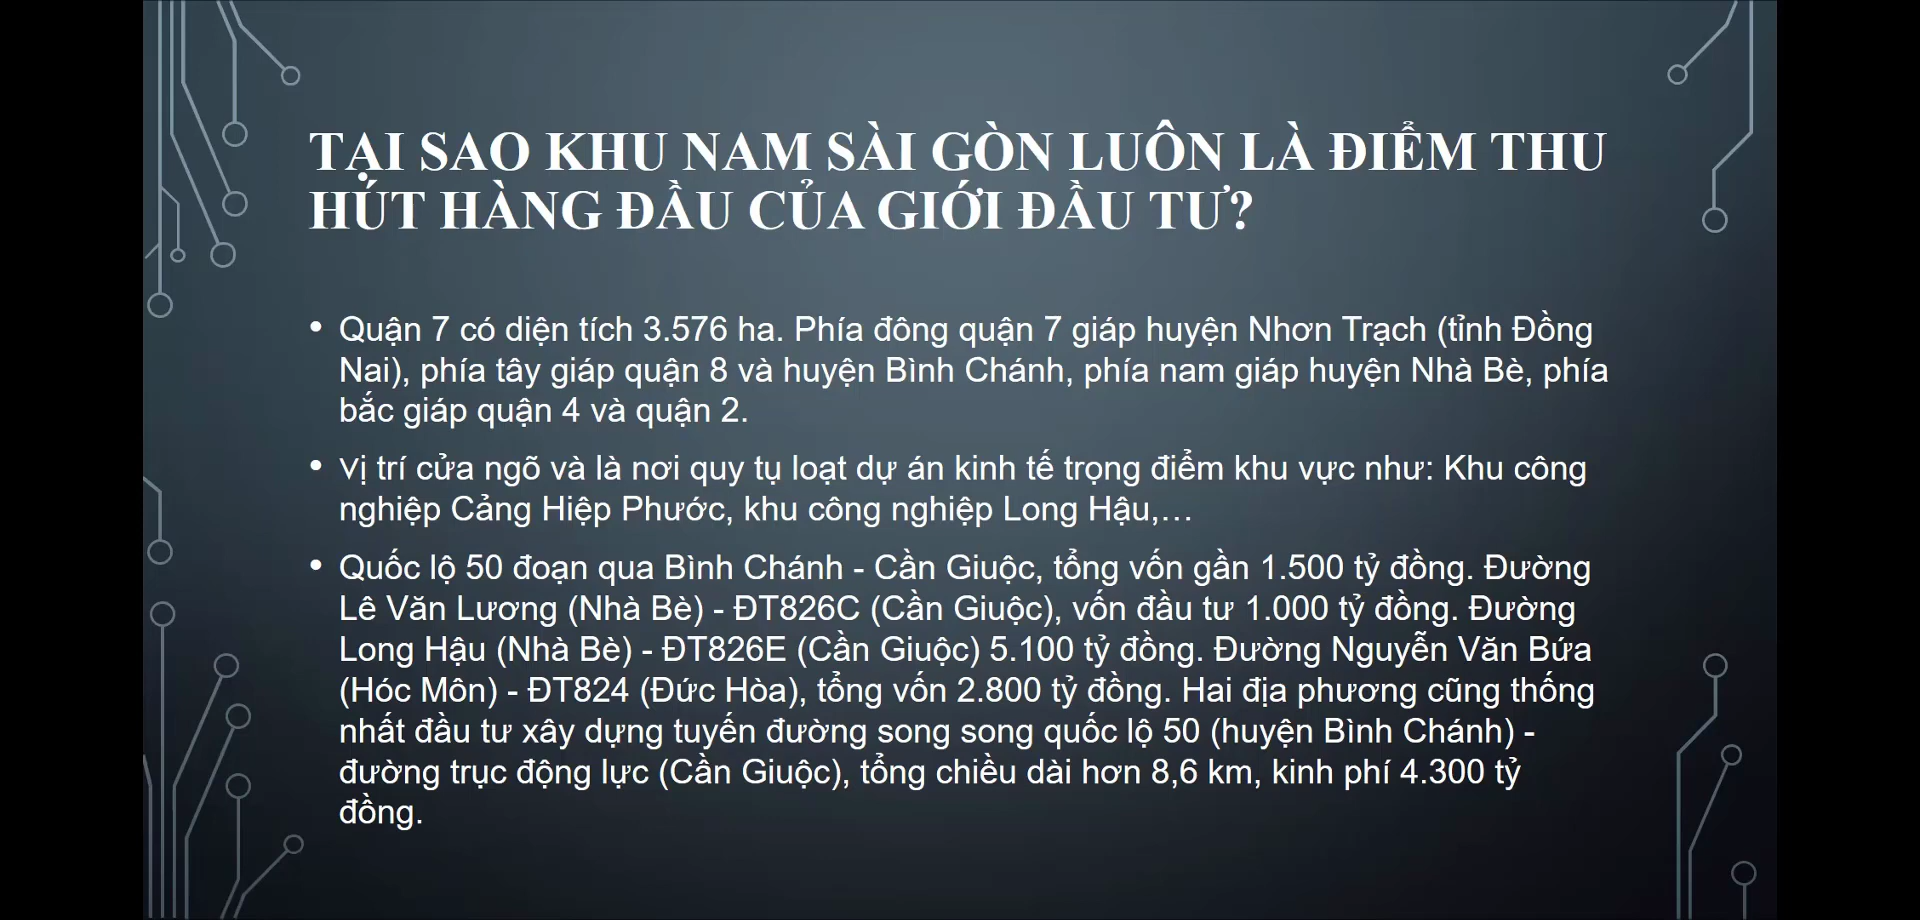 TẠI SAO KHU NAM SÀI GÒN LUÔN LÀ ĐIỂM THU
HÚT HÀNG ĐẦU CỦA GIỚI ĐẦU TƯ?
• Quận 7 có diện tích 3.576 ha. Phía đông quận 7 giáp huyện Nhơn Trạch (tỉnh Đồng
Nai), phía tây giáp quận 8 và huyện Bình Chánh, phía nam giáp huyện Nhà Bè, phía
bắc giáp quận 4 và quận 2.
• Vị trí cửa ngõ và là nơi quy tụ loạt dự án kinh tế trọng điểm khu vực như: Khu công
nghiệp Cảng Hiệp Phước, khu công nghiệp Long Hậu,…
• Quốc lộ 50 đoạn qua Bình Chánh - Cần Giuộc, tổng vốn gần 1.500 tỷ đồng. Đường
Lê Văn Lương (Nhà Bè) - ĐT826C (Cần Giuộc), vốn đầu tư 1.000 tỷ đồng. Đường
Long Hậu (Nhà Bè) - ĐT826E (Cần Giuộc) 5.100 tỷ đồng. Đường Nguyễn Văn Bứa
(Hóc Môn) - ĐT824 (Đức Hòa), tổng vốn 2.800 tỷ đồng. Hai địa phương cũng thống
nhất đầu tư xây dựng tuyến đường song song quốc lộ 50 (huyện Bình Chánh) -
đường trục động lực (Cần Giuộc), tổng chiều dài hơn 8,6 km, kinh phí 4.300 tỷ
đồng.